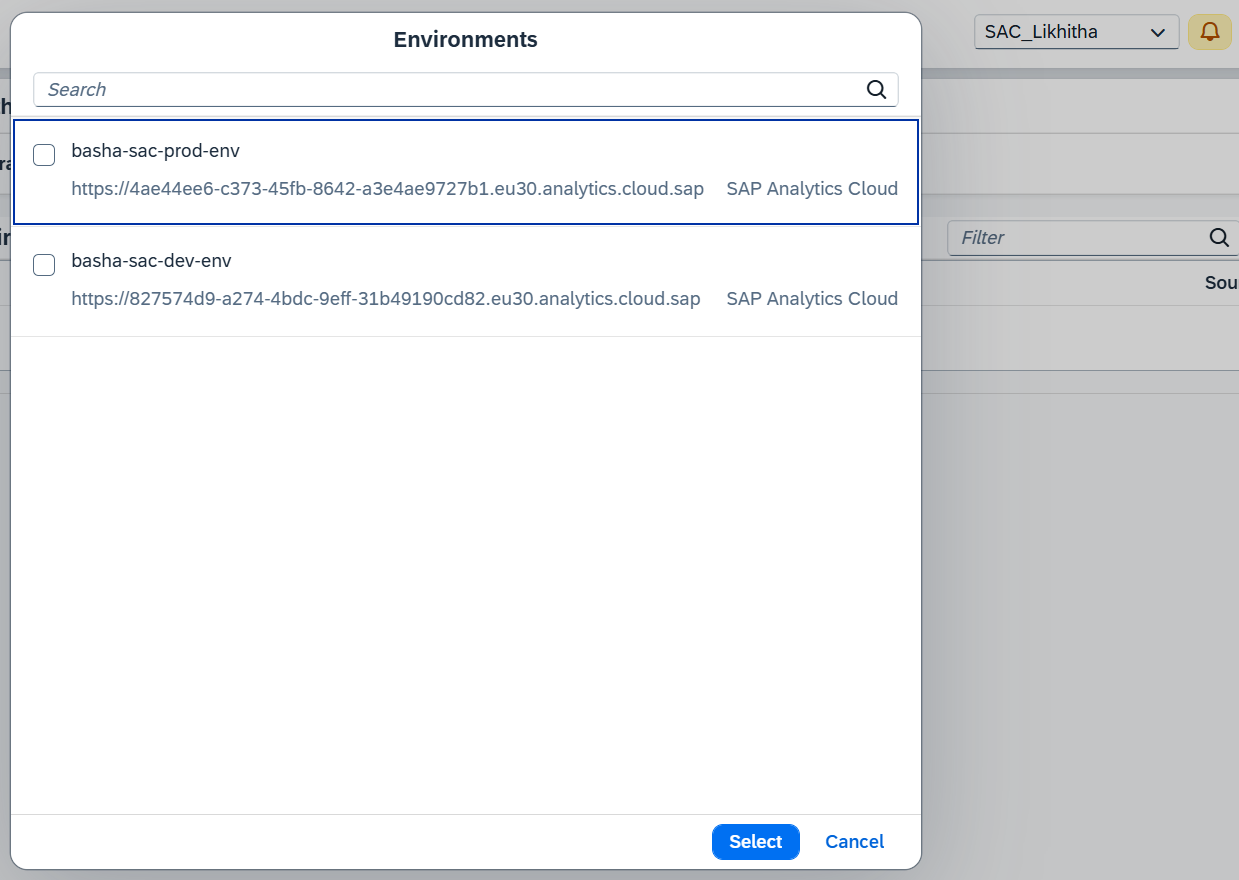 Environments
SAC_Likhitha
Search
basha-sac-prod-env
https://4ae44ee6-c373-45fb-8642-a3e4ae9727b1.eu30.analytics.cloud.sap SAP Analytics Cloud
Filter
basha-sac-dev-env
https://827574d9-a274-4bdc-9eff-31b49190cd82.eu30.analytics.cloud.sap SAP Analytics Cloud
Select Cancel